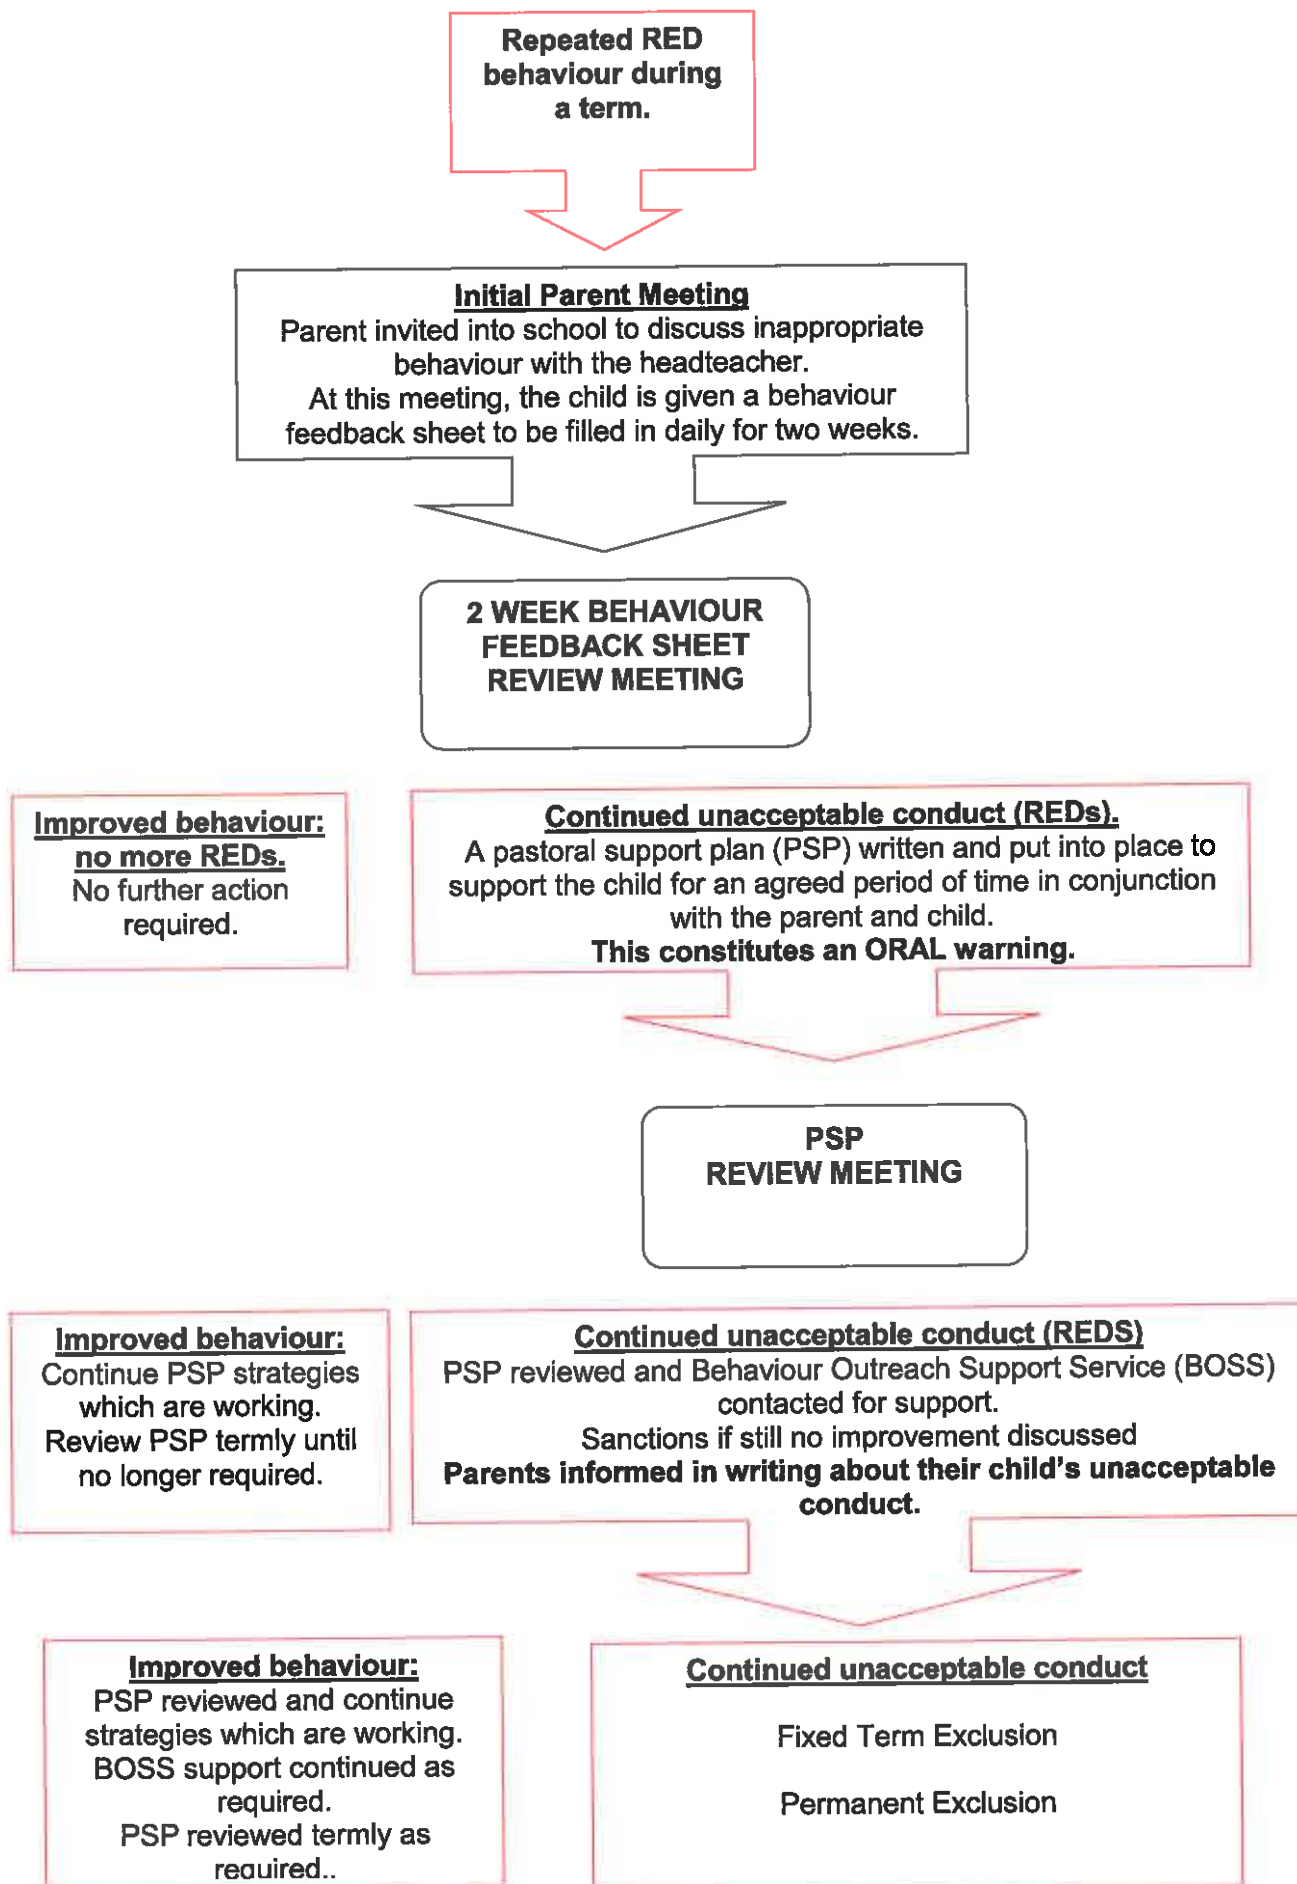 Repeated RED
behaviour during
a term.
Initial Parent Meeting
Parent invited into school to discuss inappropriate
behaviour with the headteacher.
At this meeting, the child is given a behaviour
feedback sheet to be filled in daily for two weeks.
2 WEEK BEHAVIOUR
FEEDBACK SHEET
REVIEW MEETING
Improved behaviour:
no more REDs.
No further action
required.
Continued unacceptable conduct (REDs).
A pastoral support plan (PSP) written and put into place to
support the child for an agreed period of time in conjunction
with the parent and child.
This constitutes an ORAL warning.
PSP
REVIEW MEETING
Improved behaviour:
Continue PSP strategies
which are working.
Review PSP termly until
no longer required.
Continued unacceptable conduct (REDS)
PSP reviewed and Behaviour Outreach Support Service (BOSS)
contacted for support.
Sanctions if still no improvement discussed
Parents informed in writing about their child's unacceptable
conduct.
Improved behaviour:
PSP reviewed and continue
strategies which are working.
BOSS support continued as
required.
PSP reviewed termly as
required..
Continued unacceptable conduct
Fixed Term Exclusion
Permanent Exclusion